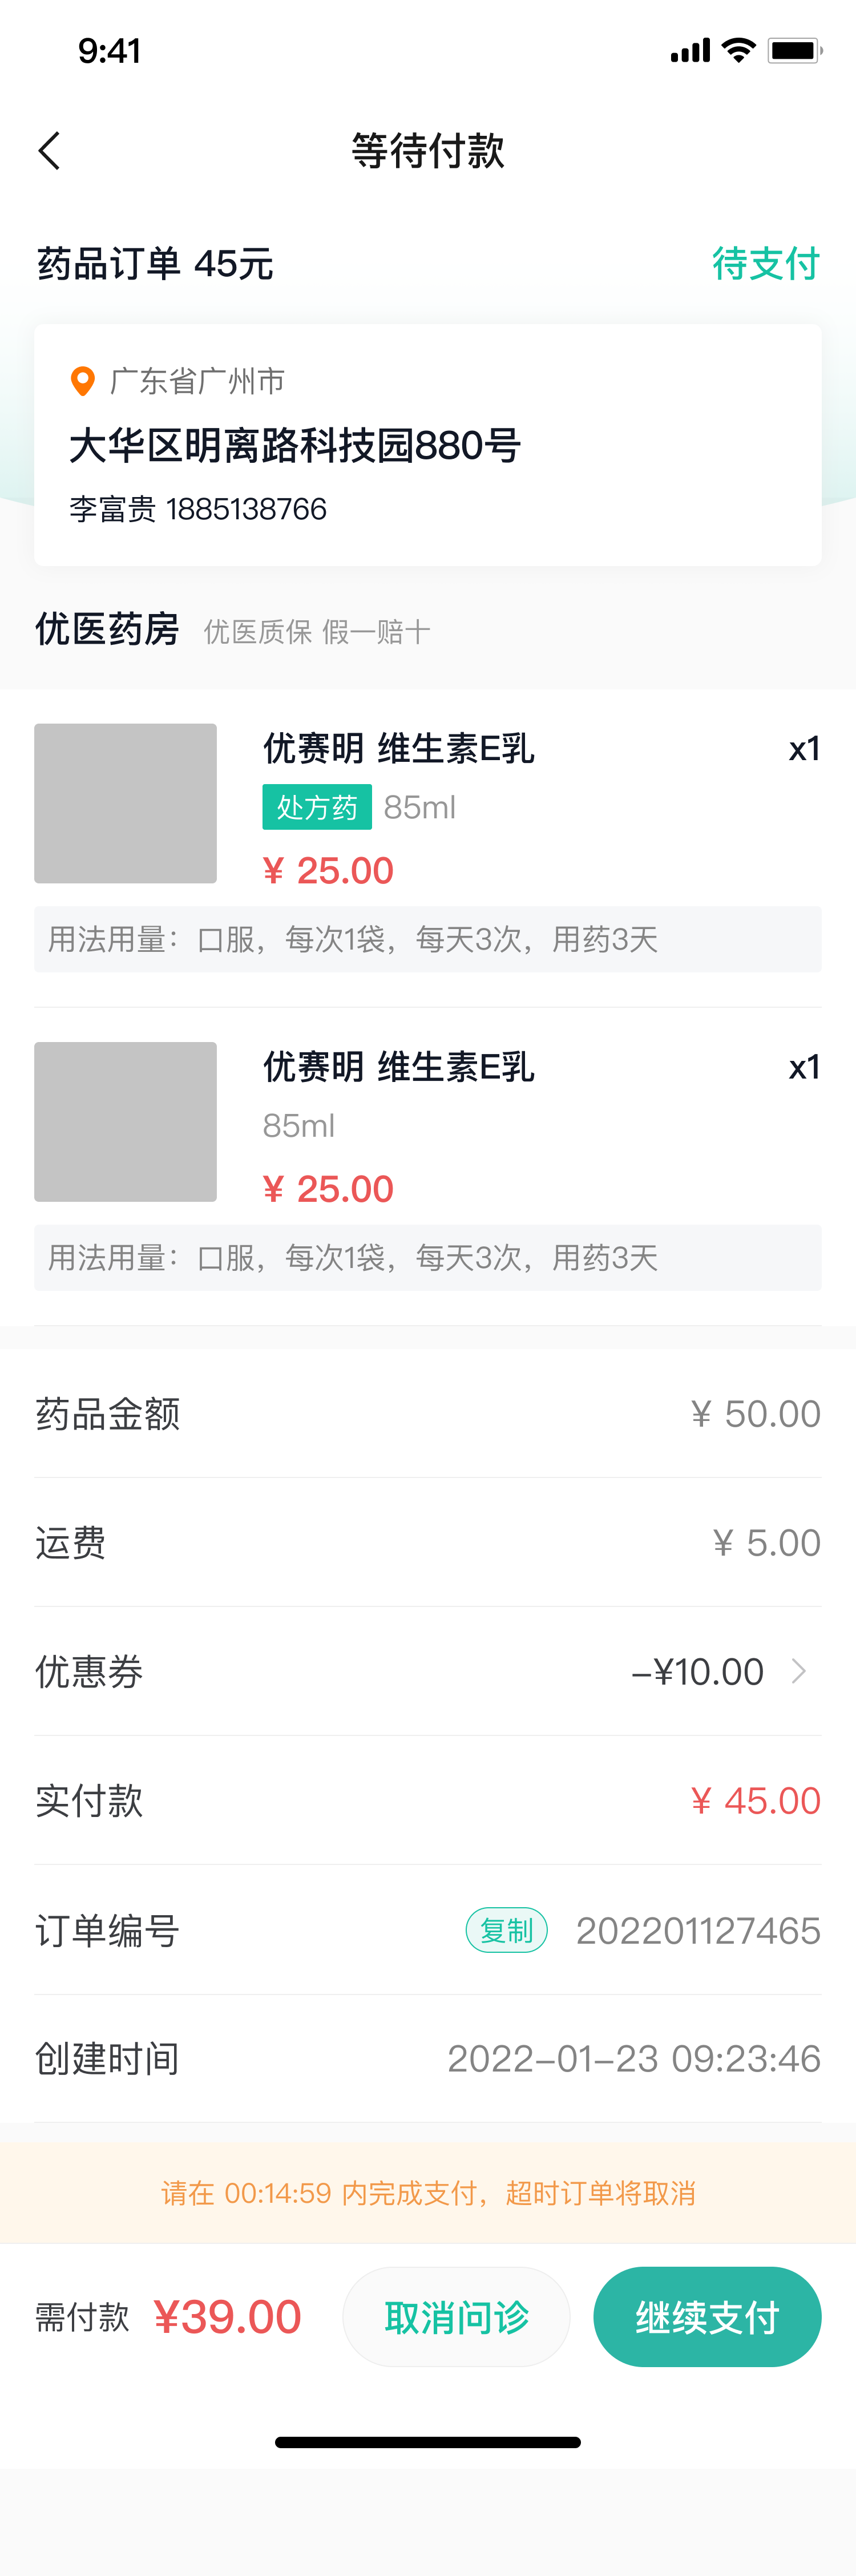 9:41
等待付款
药品订单 45元 待支付
广东省广州市
大华区明离路科技园880号
李富贵 1885138766
优医药房 优医质保 假一赔十
优赛明 维生素E乳 x1
处方药 85ml
¥ 25.00
用法用量：口服，每次1袋，每天3次，用药3天
优赛明 维生素E乳 x1
85ml
¥ 25.00
用法用量：口服，每次1袋，每天3次，用药3天
药品金额 ¥ 50.00
运费 ¥ 5.00
优惠券 -¥10.00
实付款 ¥ 45.00
订单编号 复制 202201127465
创建时间 2022-01-23 09:23:46
请在 00:14:59 内完成支付，超时订单将取消
需付款 ¥39.00 取消问诊 继续支付